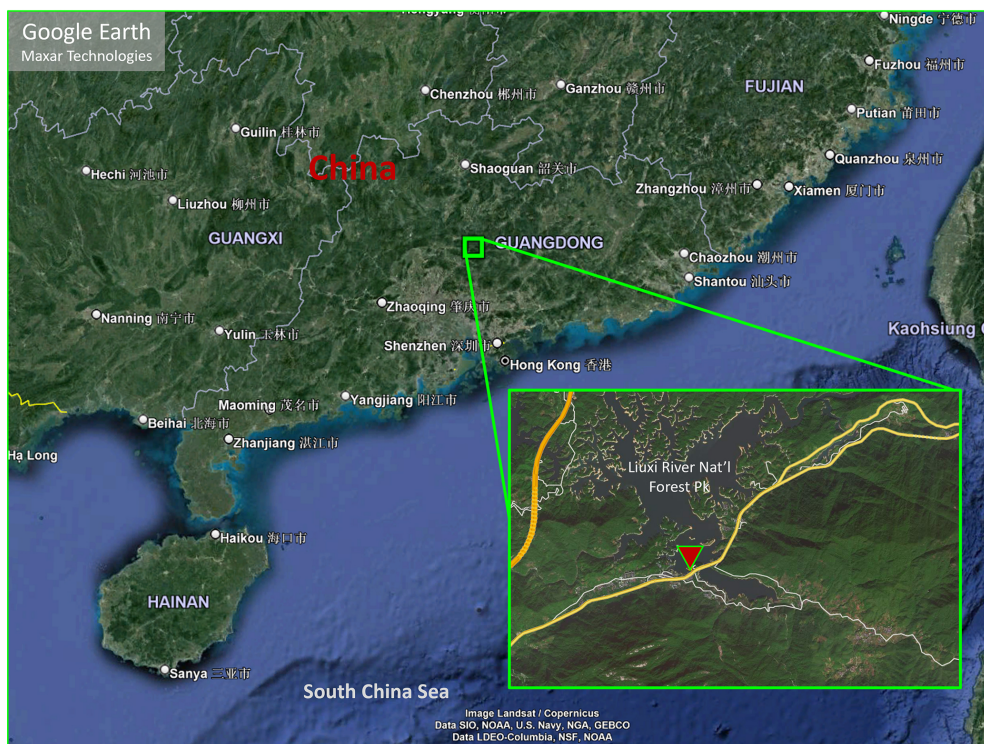 Google Earth
Maxar Technologies
Ningde 宁德市
Fuzhou 福州市
FUJIAN
Chenzhou 郴州市
Ganzhou 赣州市
Putian 莆田市
Guilin 桂林市
China
Quanzhou 泉州市
Hechi 河池市
Shaoguan 韶关市
Zhangzhou 漳州市
Xiamen 厦门市
Liuzhou 柳州市
GUANGXI
GUANGDONG
Chaozhou 潮州市
Shantou 汕头市
Zhaoqing 肇庆市
Nanning 南宁市
Yulin 玉林市
Kaohsiung
Shenzhen 深圳市
Hong Kong 香港
Maoming 茂名市
Yangjiang 阳江市
Beihai 北海市
Zhanjiang 湛江市
Ha Long
Liuxi River Nat'l
Forest Pk
Haikou 海口市
HAINAN
Sanya 三亚市
South China Sea
Image Landsat / Copernicus
Data SIO, NOAA, U.S. Navy, NGA, GEBCO
Data LDEO-Columbia, NSF, NOAA